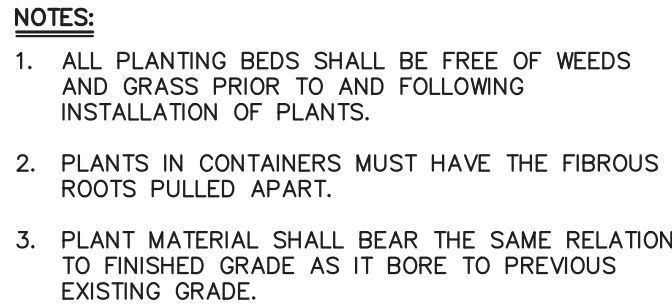 NOTES:
1. ALL PLANTING BEDS SHALL BE FREE OF WEEDS
AND GRASS PRIOR TO AND FOLLOWING
INSTALLATION OF PLANTS.
2. PLANTS IN CONTAINERS MUST HAVE THE FIBROUS
ROOTS PULLED APART.
3. PLANT MATERIAL SHALL BEAR THE SAME RELATION
TO FINISHED GRADE AS IT BORE TO PREVIOUS
EXISTING GRADE.